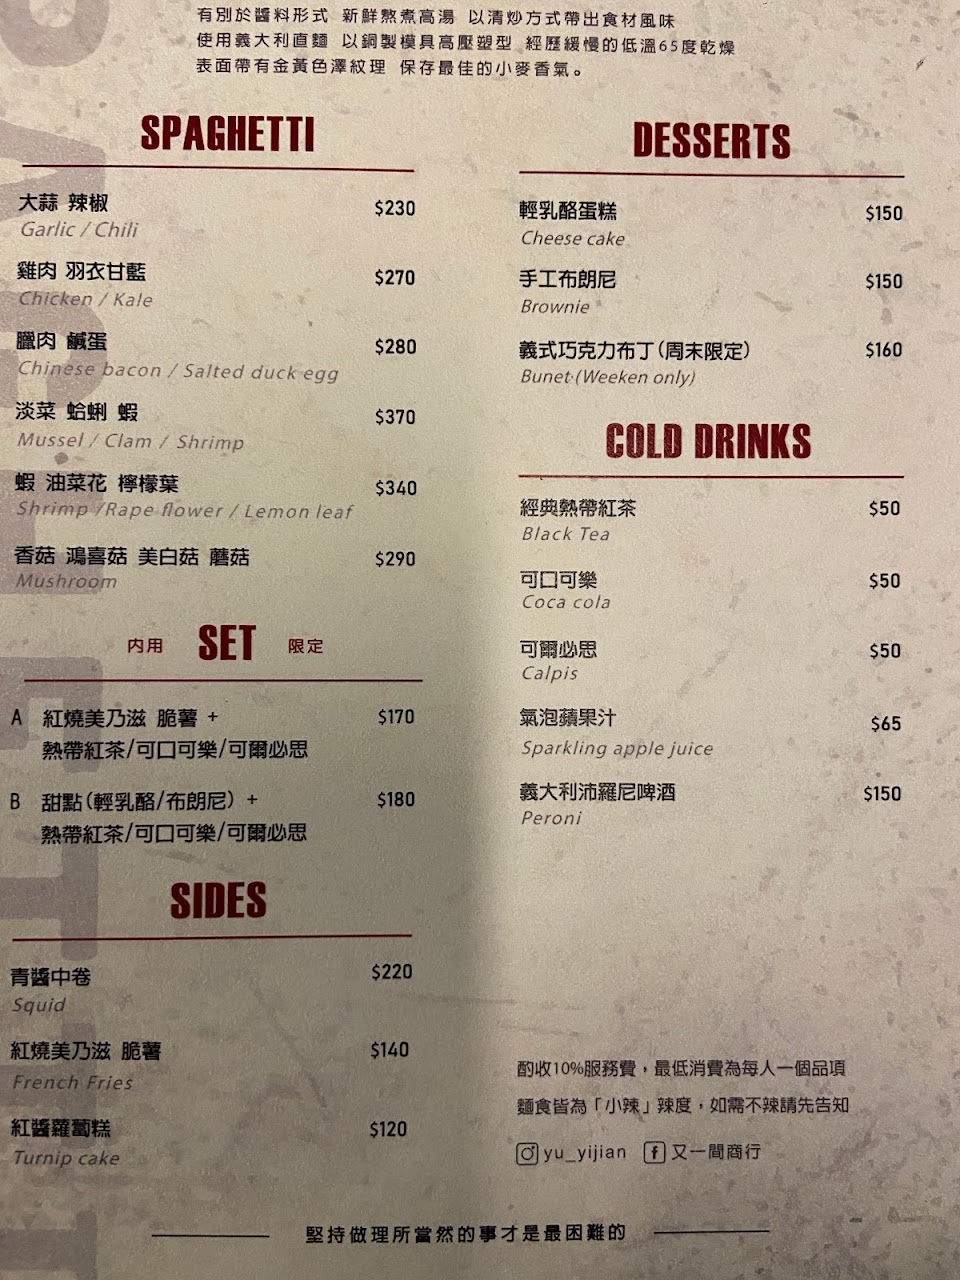 有別於醬料形式 新鮮熬煮高湯 以清炒方式帶出食材風味
使用義大利直麵 以銅製模具高壓塑型 經歷緩慢的低溫65度乾燥
表面帶有金黃色澤紋理 保存最佳的小麥香氣。
SPAGHETTI
大蒜 辣椒 $230
Garlic / Chili
雞肉 羽衣甘藍 $270
Chicken / Kale
臘肉 鹹蛋 $280
Chinese bacon / Salted duck egg
淡菜 蛤蜊 蝦 $370
Mussel / Clam / Shrimp
蝦 油菜花 檸檬葉 $340
Shrimp /Rape flower / Lemon leaf
香菇 鴻喜菇 美白菇 蘑菇 $290
Mushroom
內用 SET 限定
A 紅燒美乃滋 脆薯 + $170
熱帶紅茶/可口可樂/可爾必思
B 甜點(輕乳酪/布朗尼) + $180
熱帶紅茶/可口可樂/可爾必思
SIDES
青醬中卷 $220
Squid
紅燒美乃滋 脆薯 $140
French Fries
紅醬蘿蔔糕 $120
Turnip cake
DESSERTS
輕乳酪蛋糕 $150
Cheese cake
手工布朗尼 $150
Brownie
義式巧克力布丁(周末限定) $160
Bunet (Weeken only)
COLD DRINKS
經典熱帶紅茶 $50
Black Tea
可口可樂 $50
Coca cola
可爾必思 $50
Calpis
氣泡蘋果汁 $65
Sparkling apple juice
義大利沛羅尼啤酒 $150
Peroni
酌收10%服務費，最低消費為每人一個品項
麵食皆為「小辣」辣度，如需不辣請先告知
yu_yijian 又一間商行
堅持做理所當然的事才是最困難的